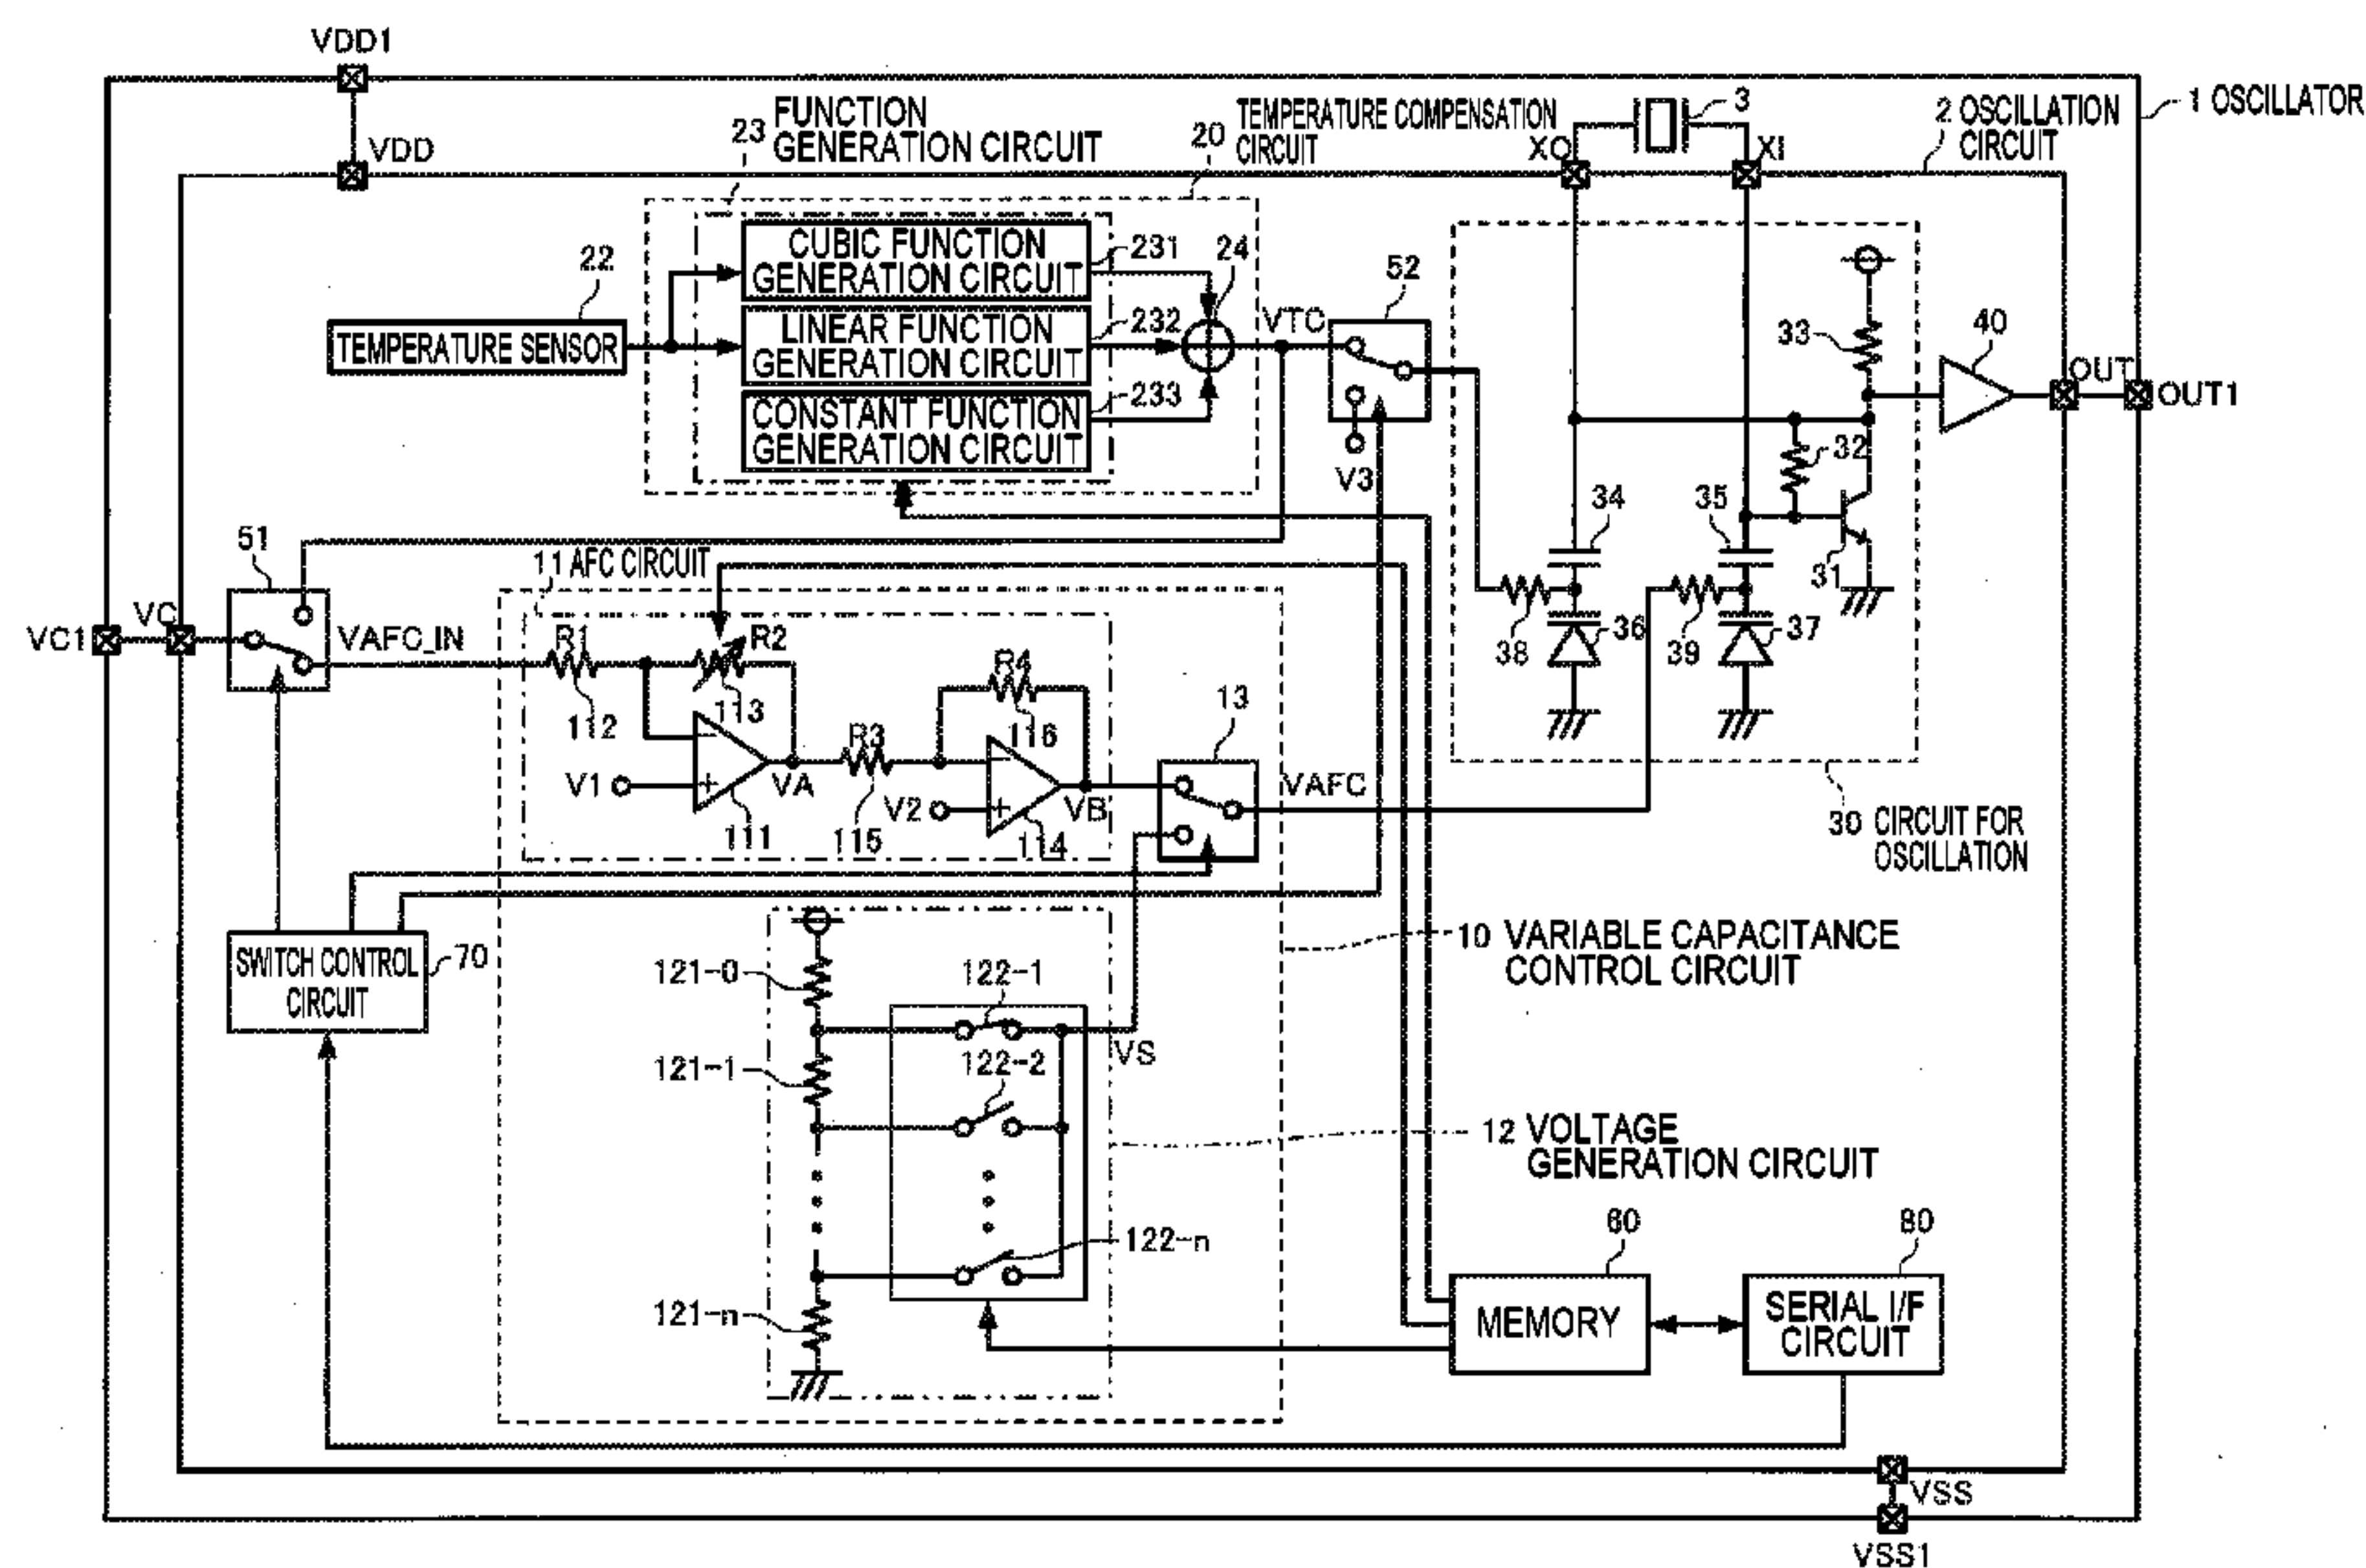 VDD1
VDD
23 FUNCTION
GENERATION CIRCUIT
20 TEMPERATURE COMPENSATION
CIRCUIT
3
XO
XI
2 OSCILLATION
CIRCUIT
1 OSCILLATOR
22
TEMPERATURE SENSOR
CUBIC FUNCTION
GENERATION CIRCUIT
231
LINEAR FUNCTION
GENERATION CIRCUIT
232
CONSTANT FUNCTION
GENERATION CIRCUIT
233
24
VTC
52
V3
33
40
OUT
OUT1
32
34
35
31
38
36
39
37
51
VC1
VC
VAFC_IN
11 AFC CIRCUIT
R1
112
R2
113
V1
111
VA
R3
115
R4
116
V2
114
VB
13
VAFC
30 CIRCUIT FOR
OSCILLATION
SWITCH CONTROL
CIRCUIT
70
10 VARIABLE CAPACITANCE
CONTROL CIRCUIT
121-0
122-1
VS
121-1
122-2
12 VOLTAGE
GENERATION CIRCUIT
122-n
121-n
60
MEMORY
80
SERIAL I/F
CIRCUIT
VSS
VSS1